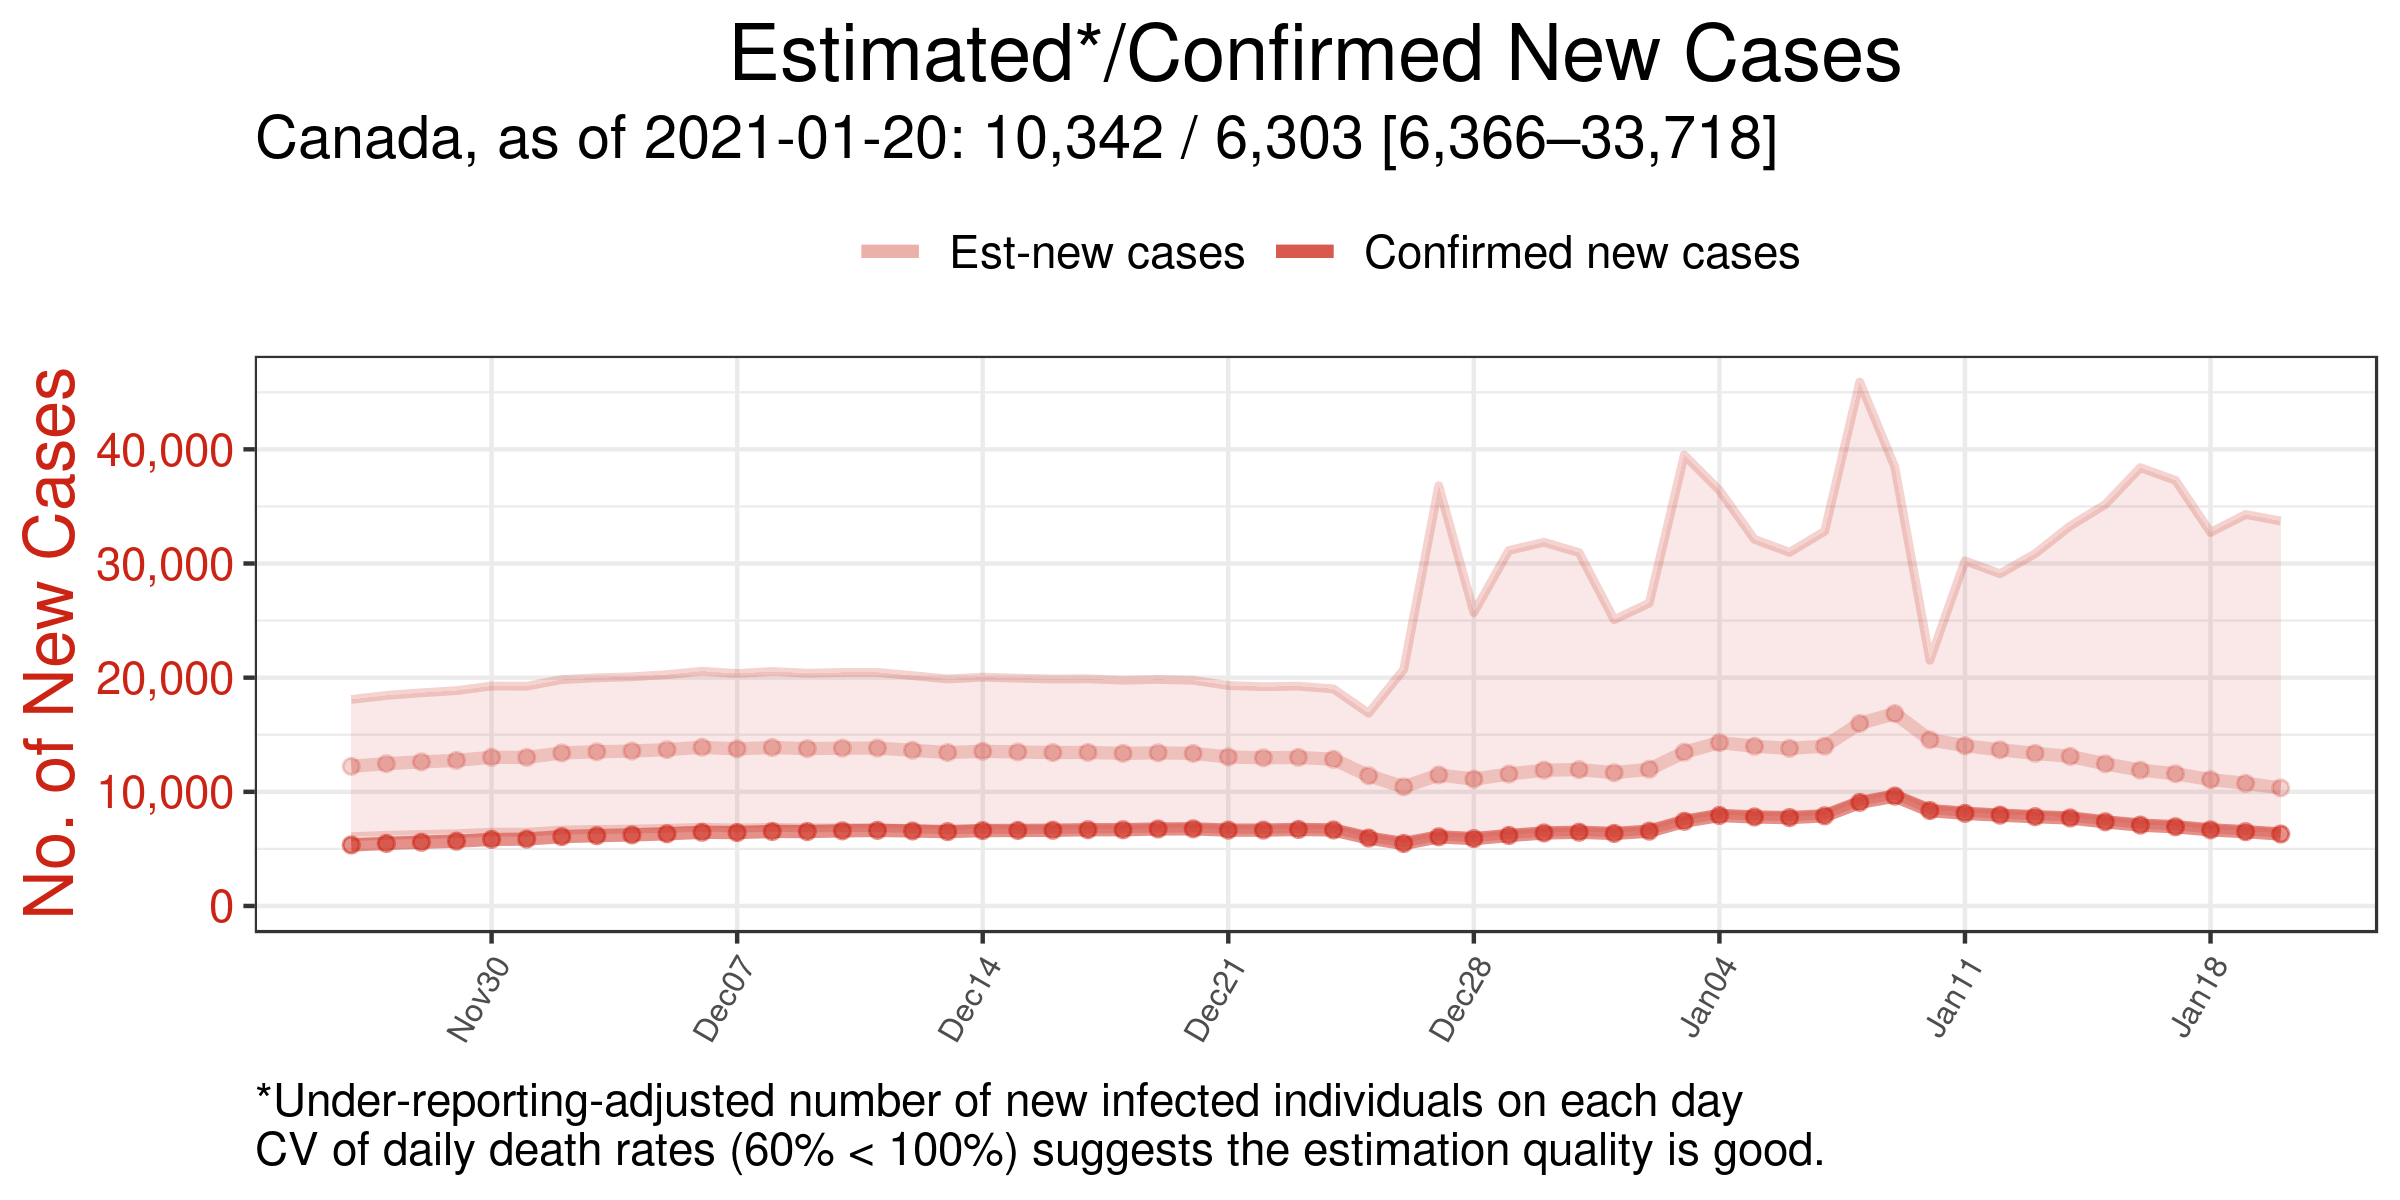 Estimated*/Confirmed New Cases
Canada, as of 2021-01-20: 10,342 / 6,303 [6,366–33,718]
Est-new cases
Confirmed new cases
No. of New Cases
40,000
30,000
20,000
10,000
0
Nov30
Dec07
Dec14
Dec21
Dec28
Jan04
Jan11
Jan18
*Under-reporting-adjusted number of new infected individuals on each day
CV of daily death rates (60% < 100%) suggests the estimation quality is good.